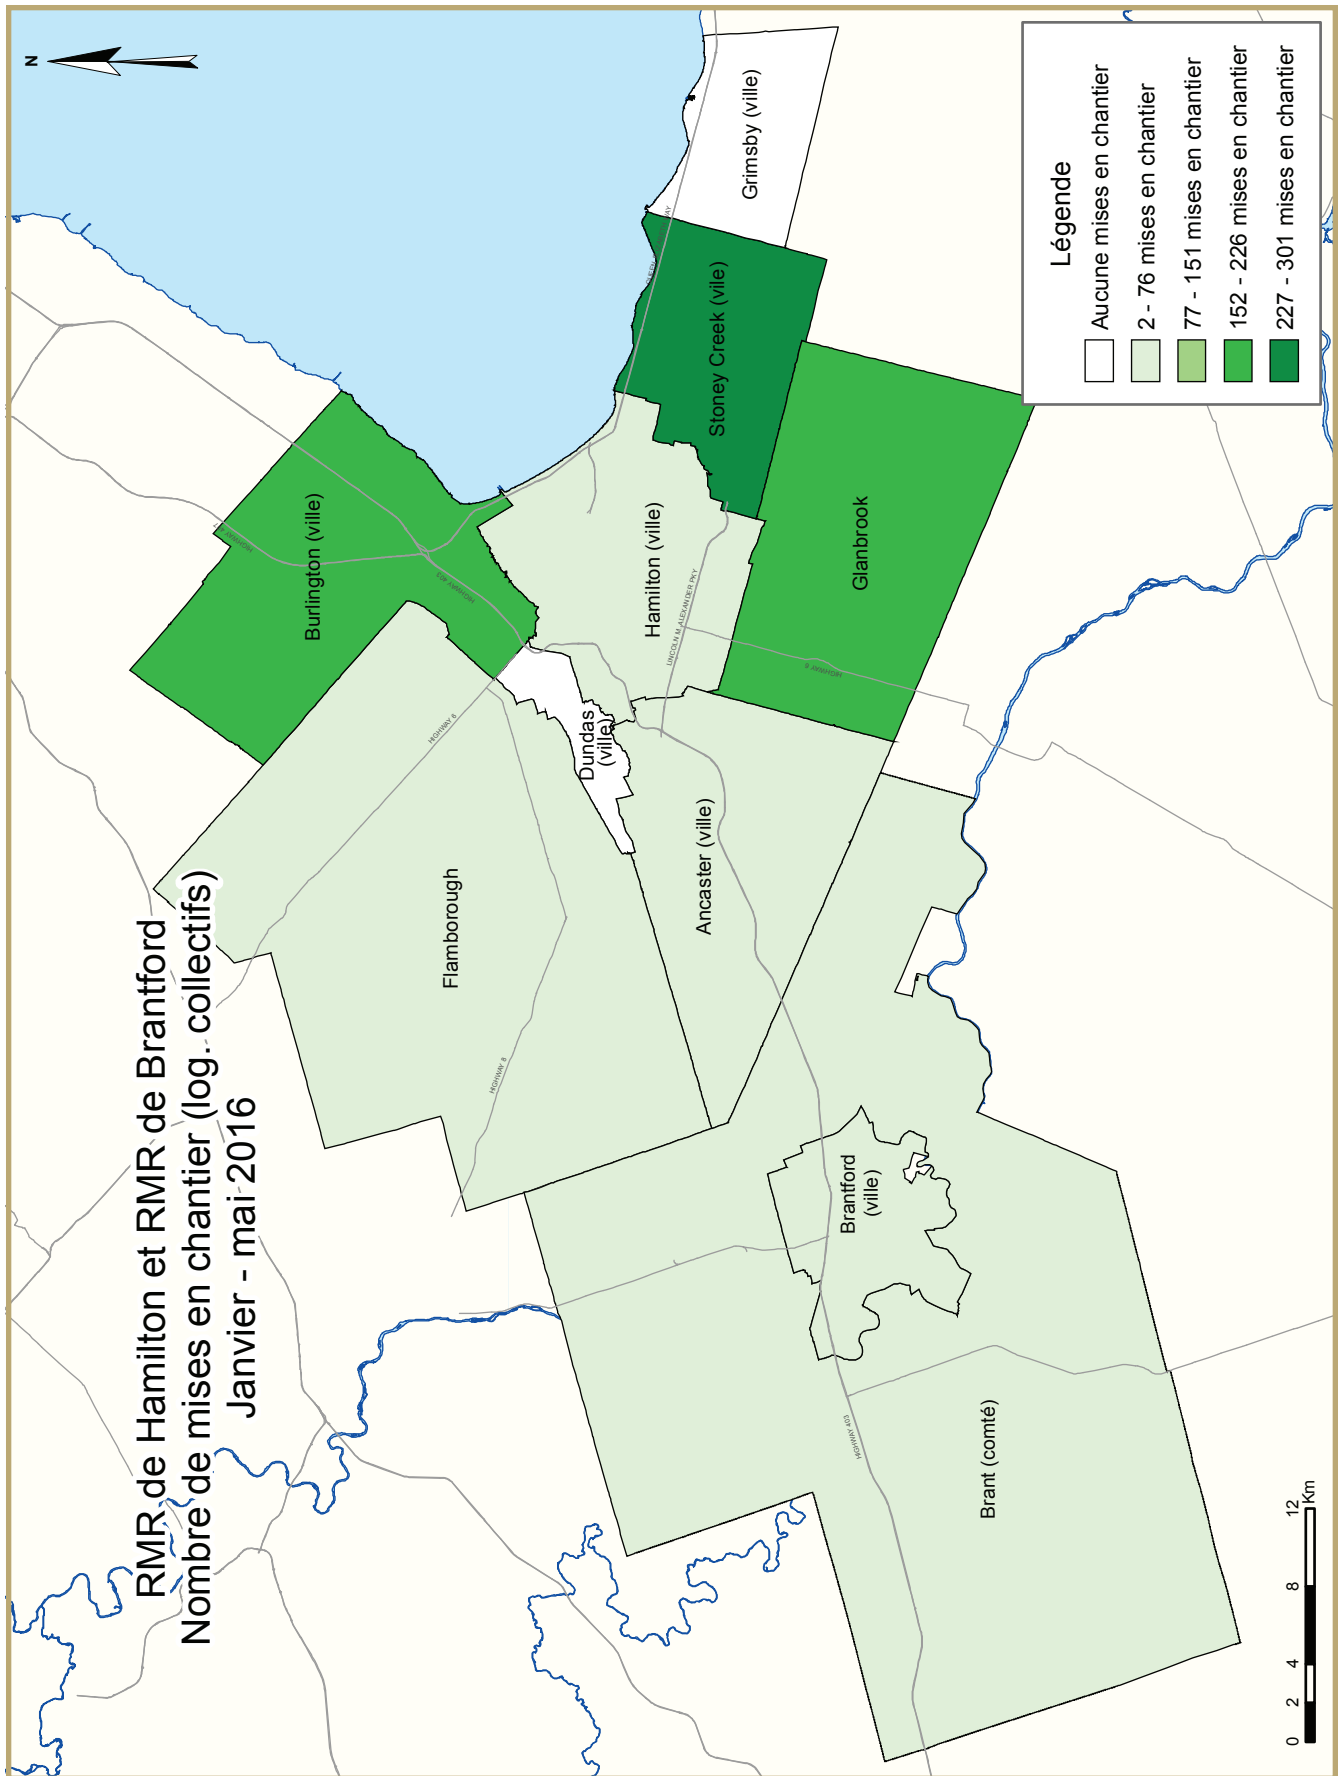 RMR de Hamilton et RMR de Brantford
Nombre de mises en chantier (log. collectifs)
Janvier - mai 2016
N
Burlington (ville)
HIGHWAY 403
HIGHWAY 6
Flamborough
HIGHWAY 8
Dundas
(ville)
Hamilton (ville)
LINCOLN M. ALEXANDER PKY
Stoney Creek (vile)
Grimsby (ville)
Glanbrook
HIGHWAY 6
Ancaster (ville)
Brantford
(ville)
HIGHWAY 403
Brant (comté)
Légende
Aucune mises en chantier
2 - 76 mises en chantier
77 - 151 mises en chantier
152 - 226 mises en chantier
227 - 301 mises en chantier
0 2 4 8 12
Km